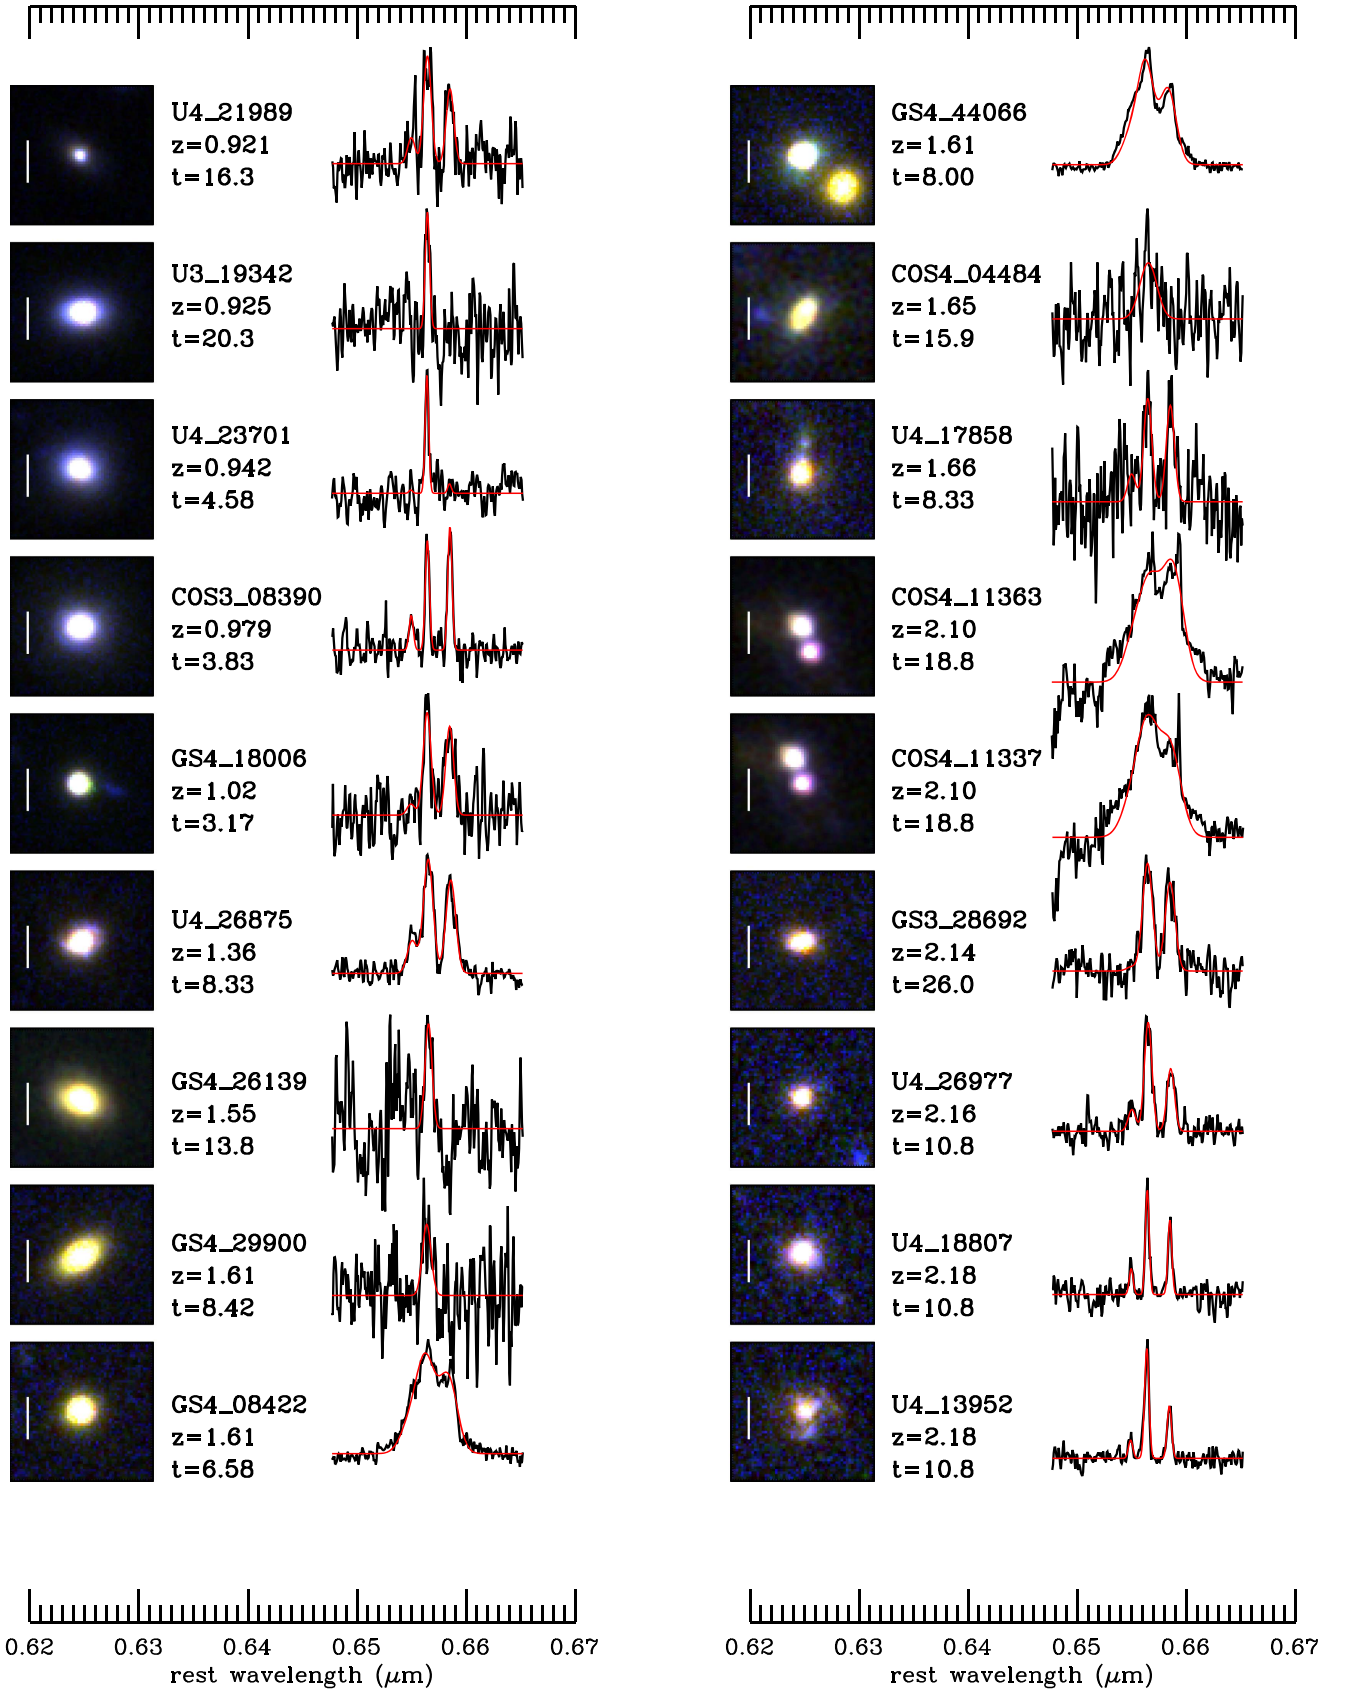 U4_21989
z=0.921
t=16.3
U3_19342
z=0.925
t=20.3
U4_23701
z=0.942
t=4.58
COS3_08390
z=0.979
t=3.83
GS4_18006
z=1.02
t=3.17
U4_26875
z=1.36
t=8.33
GS4_26139
z=1.55
t=13.8
GS4_29900
z=1.61
t=8.42
GS4_08422
z=1.61
t=6.58
0.62 0.63 0.64 0.65 0.66 0.67
rest wavelength (μm)
GS4_44066
z=1.61
t=8.00
COS4_04484
z=1.65
t=15.9
U4_17858
z=1.66
t=8.33
COS4_11363
z=2.10
t=18.8
COS4_11337
z=2.10
t=18.8
GS3_28692
z=2.14
t=26.0
U4_26977
z=2.16
t=10.8
U4_18807
z=2.18
t=10.8
U4_13952
z=2.18
t=10.8
0.62 0.63 0.64 0.65 0.66 0.67
rest wavelength (μm)